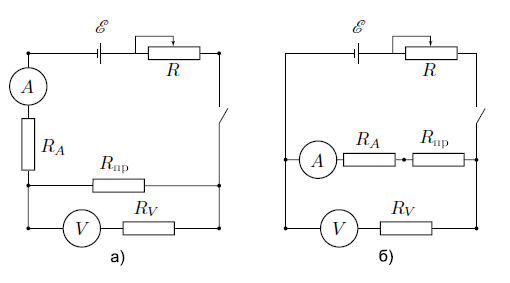 ℰ ℰ
R R
A
R_A R_A R_пр
R_пр A
R_V R_V
V V
а) б)